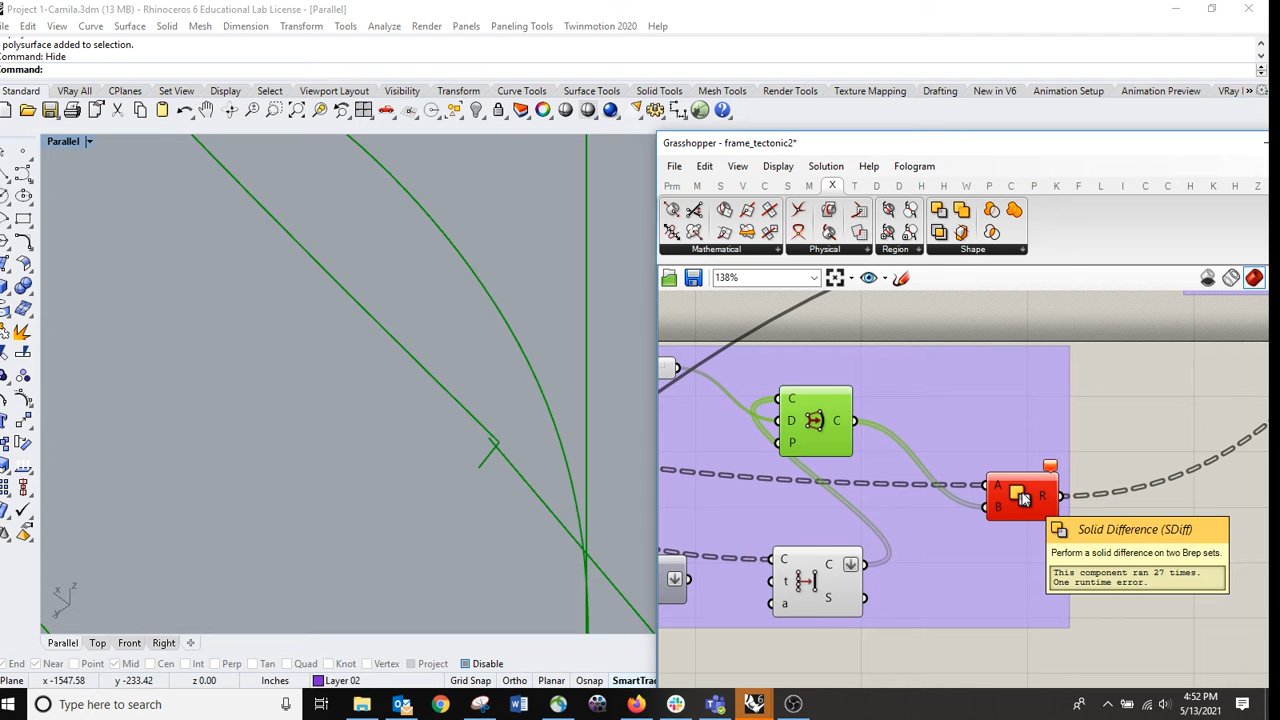 Project 1-Camila.3dm (13 MB) - Rhinoceros 6 Educational Lab License - [Parallel]
File Edit View Curve Surface Solid Mesh Dimension Transform Tools Analyze Render Panels Paneling Tools Twinmotion 2020 Help
polysurface added to selection.
Command: Hide
Command:
Standard VRay All CPlanes Set View Display Select Viewport Layout Visibility Transform Curve Tools Surface Tools Solid Tools Mesh Tools Render Tools Texture Mapping Drafting New in V6 Animation Setup Animation Preview VRay l
Parallel
Grasshopper - frame_tectonic2*
File Edit View Display Solution Help Fologram
Prm M S V C S M X T D D H W P C P K F L I C I H Z
Mathematical Physical Region Shape
138%
C
D C
P
A
B R
C C
t
a S
Solid Difference (SDiff)
Perform a solid difference on two Brep sets.
This component ran 27 times.
One runtime error.
z
x
y
Parallel Top Front Right
End Near Point Mid Cen Int Perp Tan Quad Knot Vertex Project Disable
Plane x -1547.58 y -233.42 z 0.00 Inches Layer 02 Grid Snap Ortho Planar Osnap SmartTrac
Type here to search
4:52 PM
5/13/2021